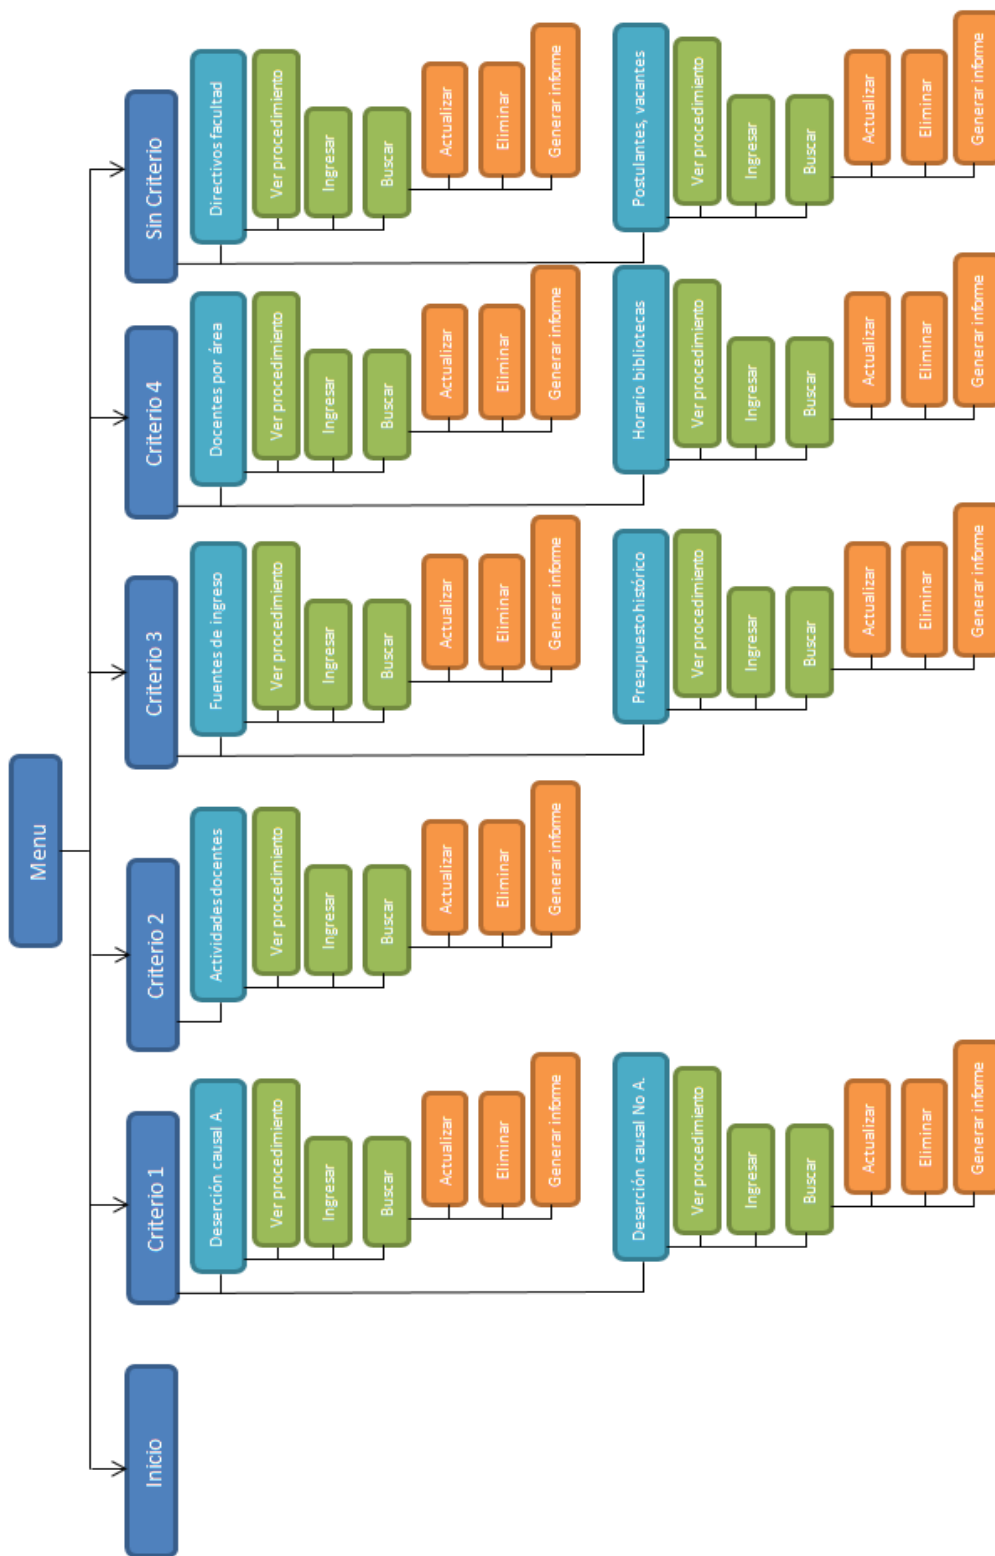 Menu
Inicio
Criterio 1
Criterio 2
Criterio 3
Criterio 4
Sin Criterio
Deserción causal A.
Ver procedimiento
Ingresar
Buscar
Actualizar
Eliminar
Generar informe
Deserción causal No A.
Ver procedimiento
Ingresar
Buscar
Actualizar
Eliminar
Generar informe
Actividades docentes
Ver procedimiento
Ingresar
Buscar
Actualizar
Eliminar
Generar informe
Fuentes de ingreso
Ver procedimiento
Ingresar
Buscar
Actualizar
Eliminar
Generar informe
Presupuesto histórico
Ver procedimiento
Ingresar
Buscar
Actualizar
Eliminar
Generar informe
Docentes por área
Ver procedimiento
Ingresar
Buscar
Actualizar
Eliminar
Generar informe
Horario bibliotecas
Ver procedimiento
Ingresar
Buscar
Actualizar
Eliminar
Generar informe
Directivos facultad
Ver procedimiento
Ingresar
Buscar
Actualizar
Eliminar
Generar informe
Postulantes, vacantes
Ver procedimiento
Ingresar
Buscar
Actualizar
Eliminar
Generar informe